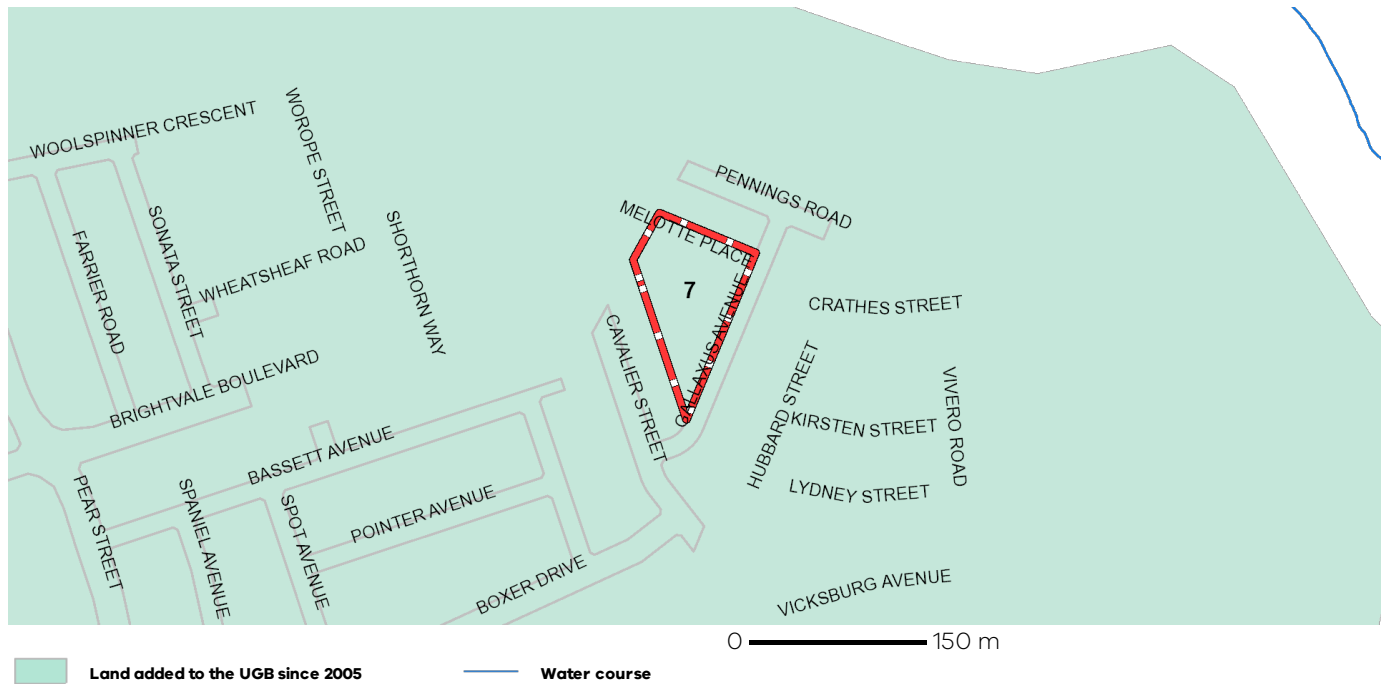 WOOLSPINNER CRESCENT
WOROPE STREET
PENNINGS ROAD
MELOTTE PLACE
SONATA STREET
SHORTHORN WAY
FARRIER ROAD
WHEATSHEAF ROAD
7
CALLAXUS AVENUE
CRATHES STREET
CAVALIER STREET
HUBBARD STREET
BRIGHTVALE BOULEVARD
VIVERO ROAD
KIRSTEN STREET
BASSETT AVENUE
PEAR STREET
SPANIEL AVENUE
SPOT AVENUE
POINTER AVENUE
LYDNEY STREET
BOXER DRIVE
VICKSBURG AVENUE
0 150 m
Land added to the UGB since 2005
Water course